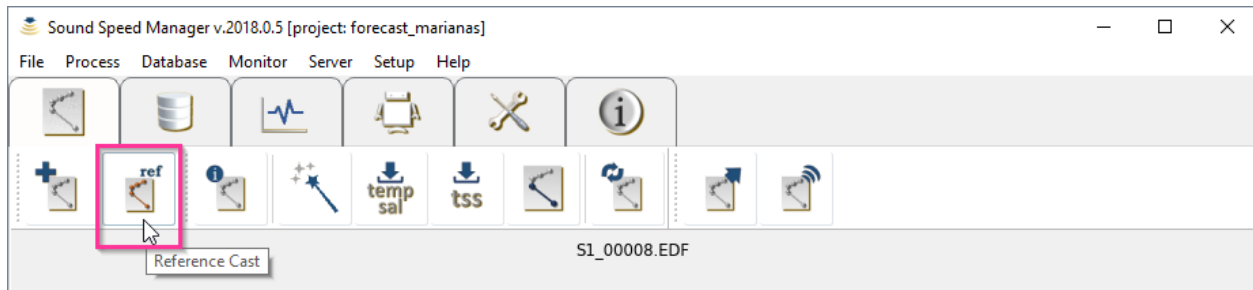 Sound Speed Manager v.2018.0.5 [project: forecast_marianas]
File Process Database Monitor Server Setup Help
i
ref i temp sal tss
S1_00008.EDF
Reference Cast